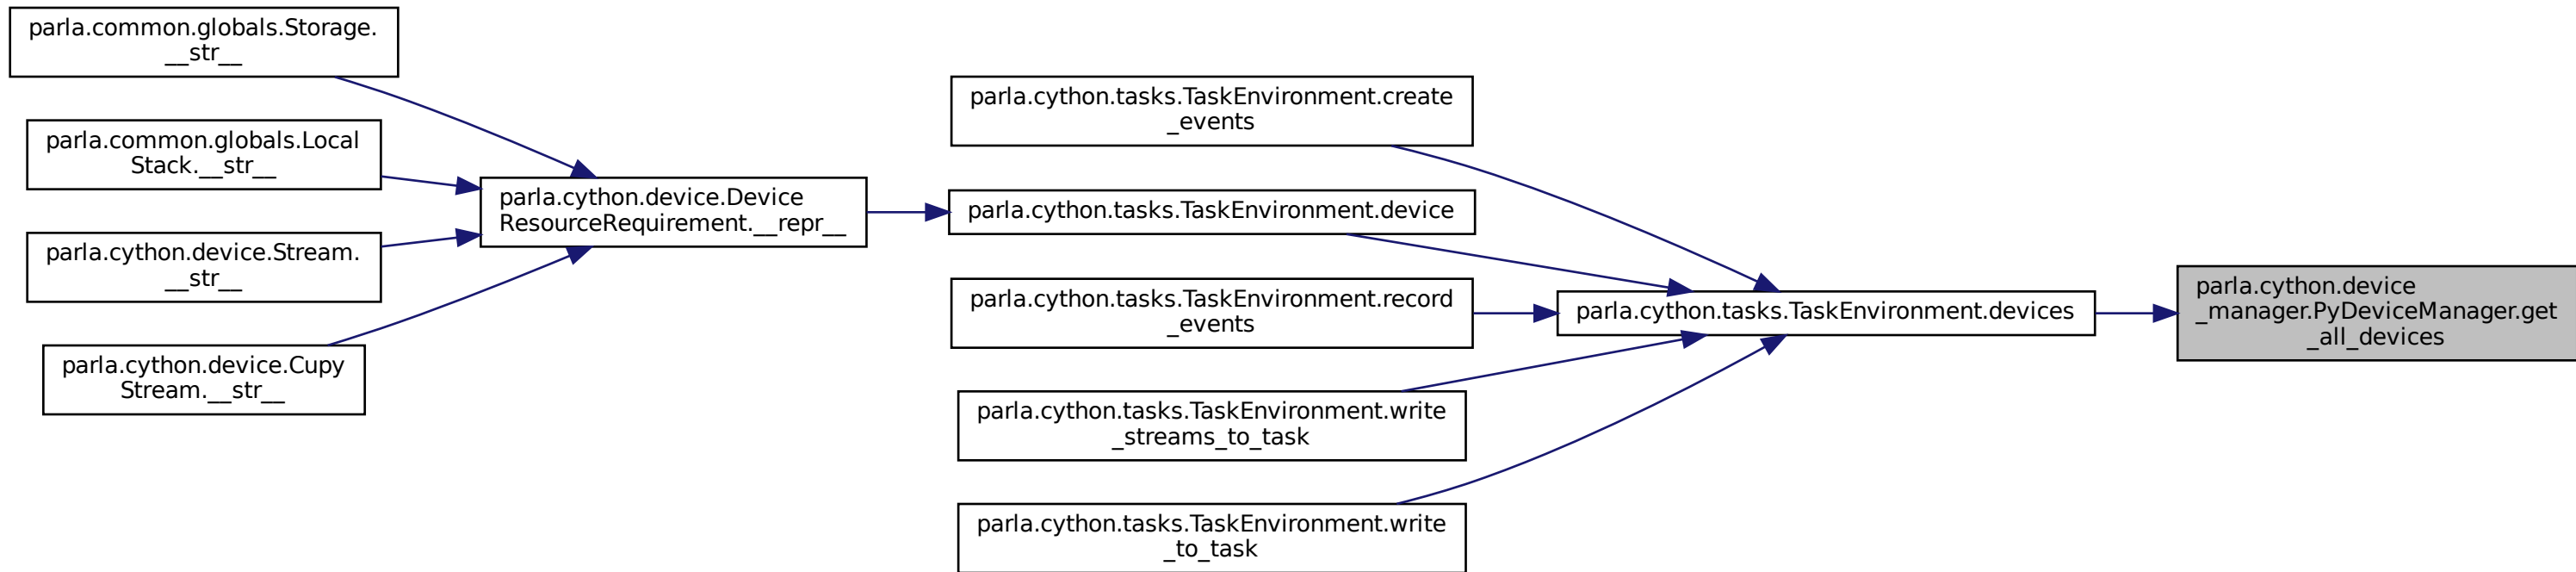 parla.common.globals.Storage.
__str__
parla.common.globals.Local
Stack.__str__
parla.cython.device.Stream.
__str__
parla.cython.device.Cupy
Stream.__str__
parla.cython.device.Device
ResourceRequirement.__repr__
parla.cython.tasks.TaskEnvironment.create
_events
parla.cython.tasks.TaskEnvironment.device
parla.cython.tasks.TaskEnvironment.record
_events
parla.cython.tasks.TaskEnvironment.write
_streams_to_task
parla.cython.tasks.TaskEnvironment.write
_to_task
parla.cython.tasks.TaskEnvironment.devices
parla.cython.device
_manager.PyDeviceManager.get
_all_devices